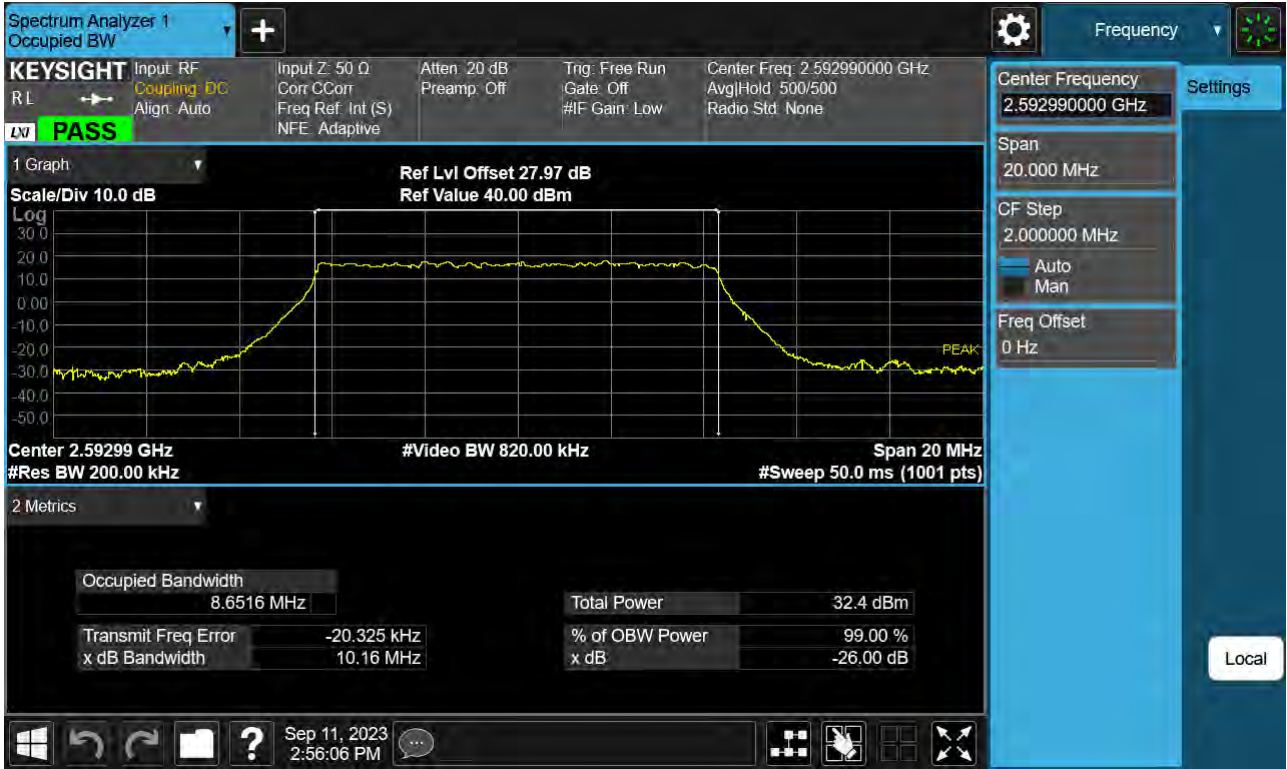 Spectrum Analyzer 1
Occupied BW
Frequency
KEYSIGHT
R L
LXI
PASS
Input: RF
Coupling: DC
Align: Auto
Input Z: 50 Ω
Corr CCorr
Freq Ref: Int (S)
NFE: Adaptive
Atten: 20 dB
Preamp: Off
Trig: Free Run
Gate: Off
#IF Gain: Low
Center Freq: 2.592990000 GHz
Avg|Hold: 500/500
Radio Std: None
Center Frequency
2.592990000 GHz
Settings
Span
20.000 MHz
CF Step
2.000000 MHz
Auto
Man
Freq Offset
0 Hz
1 Graph
Ref Lvl Offset 27.97 dB
Scale/Div 10.0 dB
Ref Value 40.00 dBm
Log
30.0
20.0
10.0
0.00
-10.0
-20.0
-30.0
-40.0
-50.0
PEAK
Center 2.59299 GHz
#Video BW 820.00 kHz
Span 20 MHz
#Res BW 200.00 kHz
#Sweep 50.0 ms (1001 pts)
2 Metrics
Occupied Bandwidth
8.6516 MHz
Total Power 32.4 dBm
Transmit Freq Error -20.325 kHz
% of OBW Power 99.00 %
x dB Bandwidth 10.16 MHz
x dB -26.00 dB
Local
?
Sep 11, 2023
2:56:06 PM